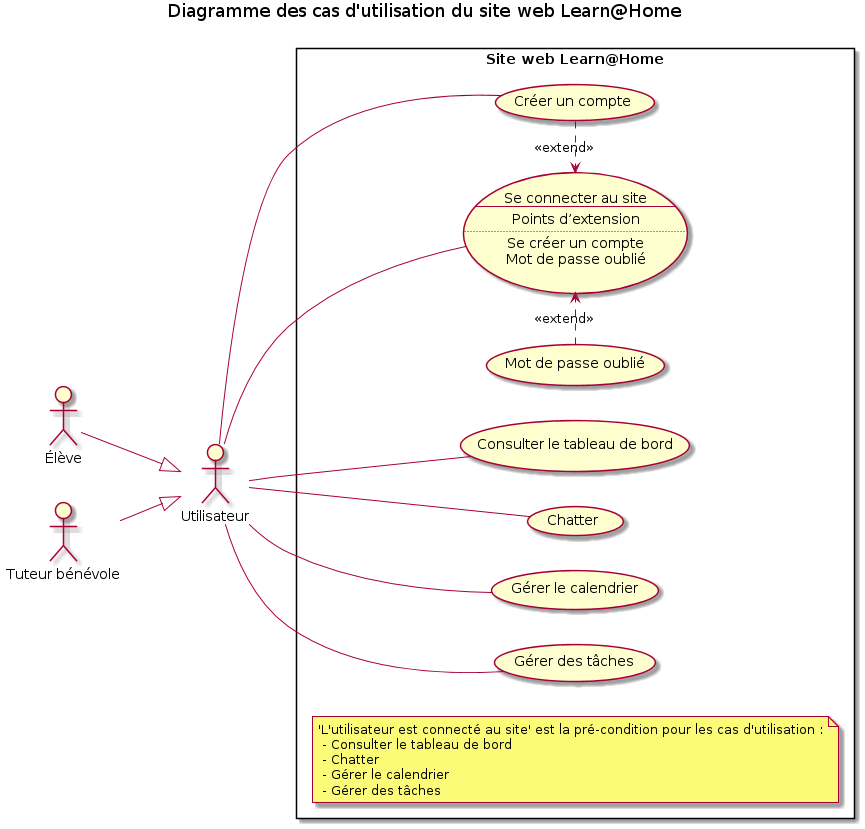 Diagramme des cas d'utilisation du site web Learn@Home
Site web Learn@Home
Créer un compte
«extend»
Se connecter au site
Points d’extension
Se créer un compte
Mot de passe oublié
«extend»
Mot de passe oublié
Consulter le tableau de bord
Élève
Utilisateur
Chatter
Tuteur bénévole
Gérer le calendrier
Gérer des tâches
'L'utilisateur est connecté au site' est la pré-condition pour les cas d'utilisation :
- Consulter le tableau de bord
- Chatter
- Gérer le calendrier
- Gérer des tâches